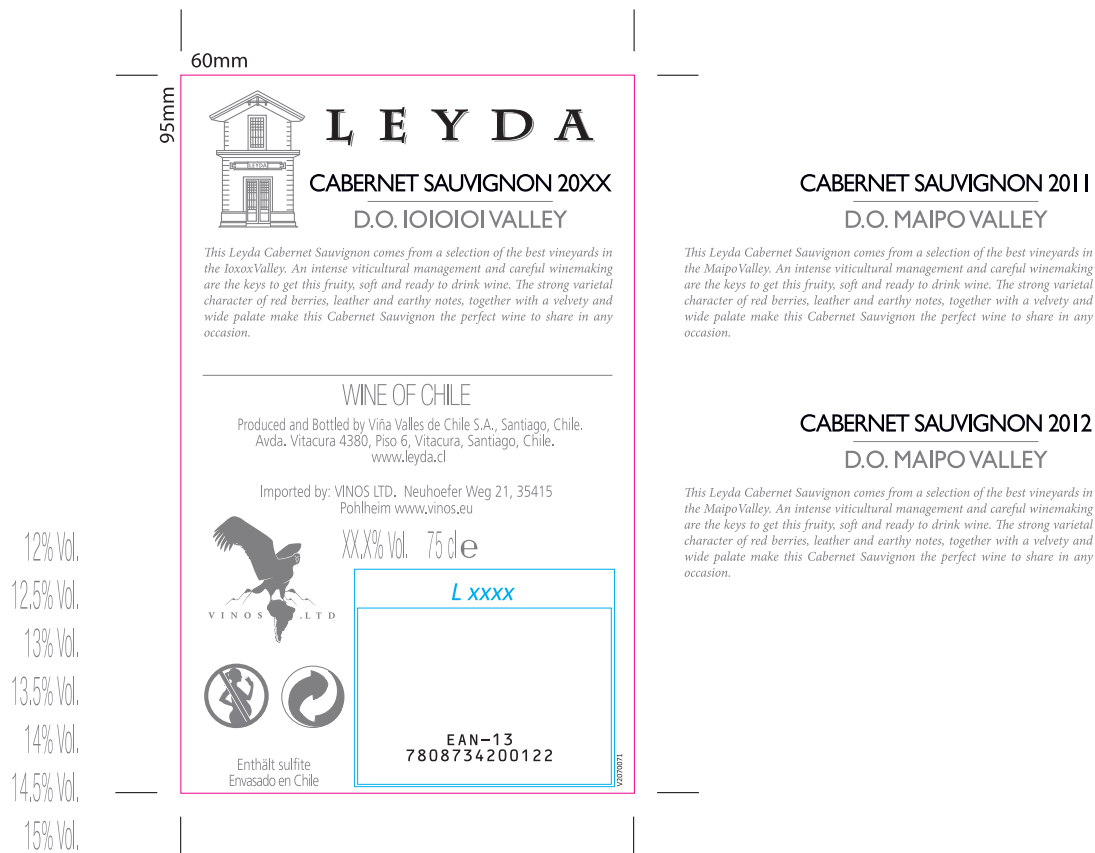 60mm
95mm
LEYDA
LEYDA
CABERNET SAUVIGNON 20XX
D.O. IOIOIOI VALLEY
This Leyda Cabernet Sauvignon comes from a selection of the best vineyards in
the IoxoxValley. An intense viticultural management and careful winemaking
are the keys to get this fruity, soft and ready to drink wine. The strong varietal
character of red berries, leather and earthy notes, together with a velvety and
wide palate make this Cabernet Sauvignon the perfect wine to share in any
occasion.
WINE OF CHILE
Produced and Bottled by Viña Valles de Chile S.A., Santiago, Chile.
Avda. Vitacura 4380, Piso 6, Vitacura, Santiago, Chile.
www.leyda.cl
Imported by: VINOS LTD. Neuhoefer Weg 21, 35415
Pohlheim www.vinos.eu
XX.X% Vol. 75 cl e
VINOS .LTD
L xxxx
EAN-13
7808734200122
V2070071
Enthält sulfite
Envasado en Chile
12% Vol.
12.5% Vol.
13% Vol.
13.5% Vol.
14% Vol.
14.5% Vol.
15% Vol.
CABERNET SAUVIGNON 2011
D.O. MAIPO VALLEY
This Leyda Cabernet Sauvignon comes from a selection of the best vineyards in
the MaipoValley. An intense viticultural management and careful winemaking
are the keys to get this fruity, soft and ready to drink wine. The strong varietal
character of red berries, leather and earthy notes, together with a velvety and
wide palate make this Cabernet Sauvignon the perfect wine to share in any
occasion.
CABERNET SAUVIGNON 2012
D.O. MAIPO VALLEY
This Leyda Cabernet Sauvignon comes from a selection of the best vineyards in
the MaipoValley. An intense viticultural management and careful winemaking
are the keys to get this fruity, soft and ready to drink wine. The strong varietal
character of red berries, leather and earthy notes, together with a velvety and
wide palate make this Cabernet Sauvignon the perfect wine to share in any
occasion.